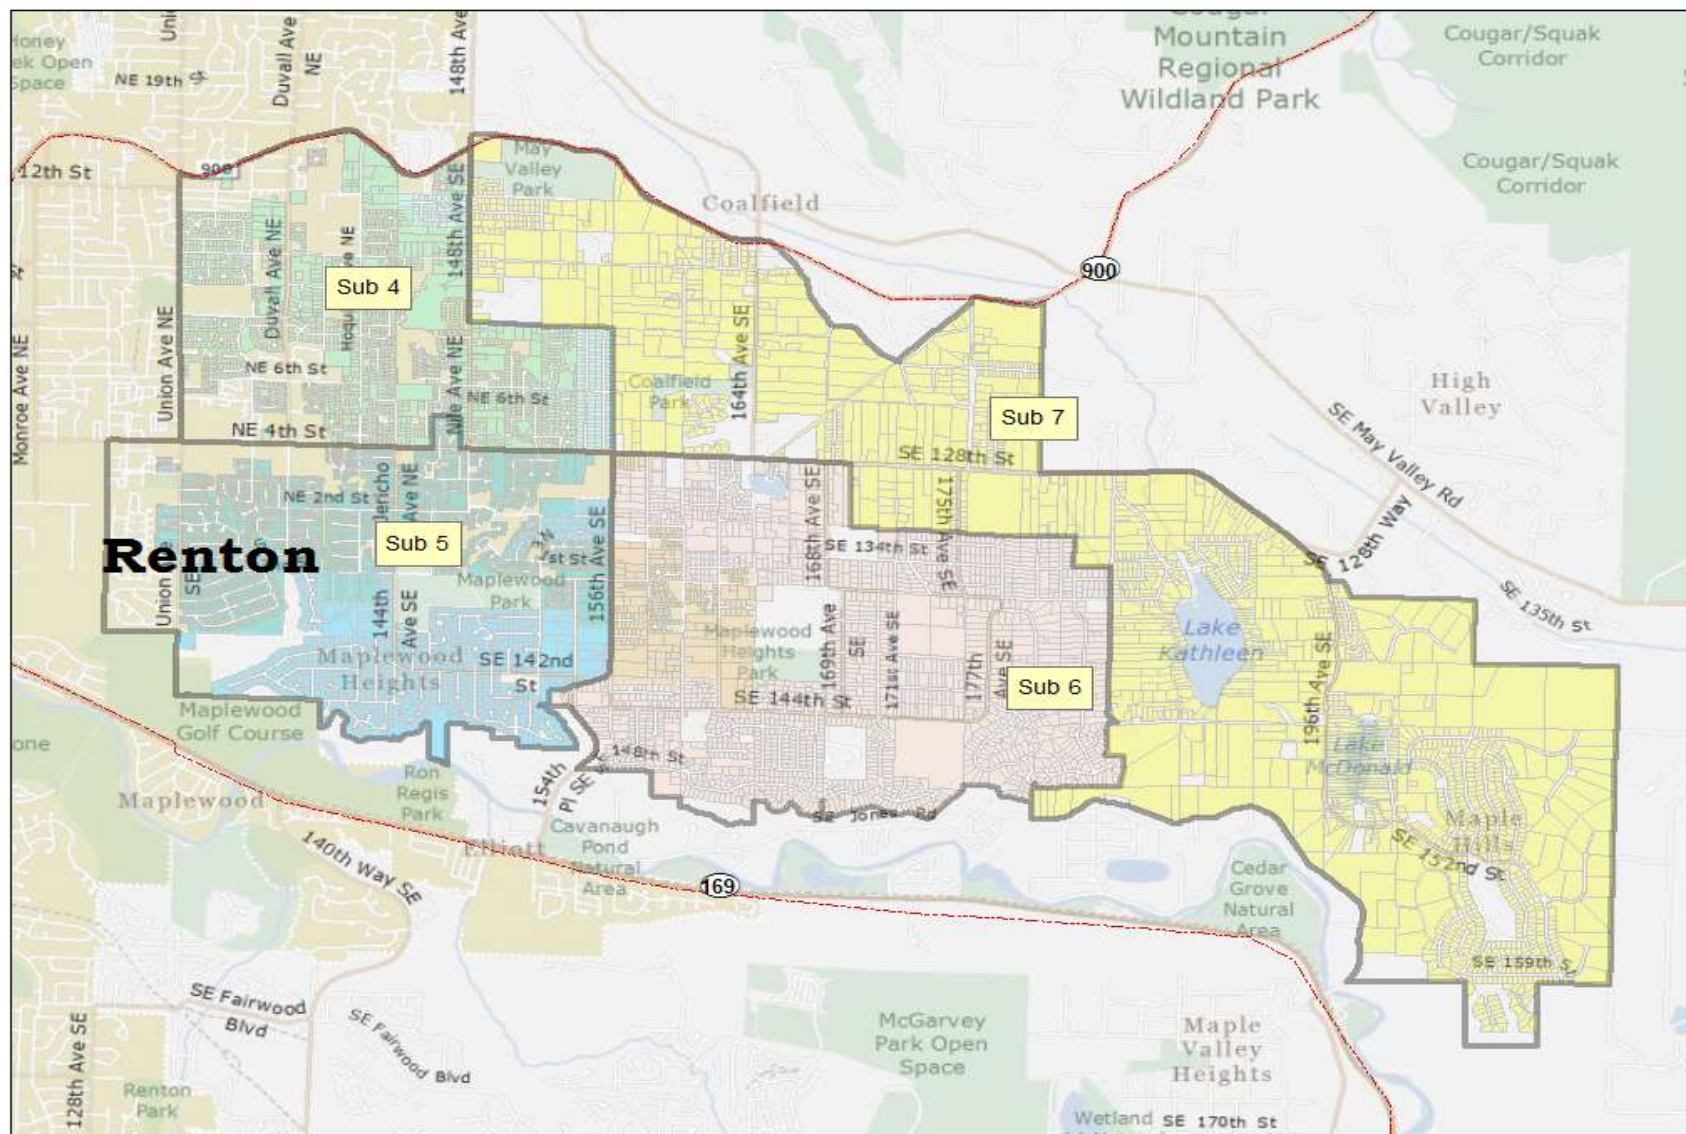 Honey
ek Open
Space
NE 19th St
Duvall Ave
NE
148th Ave
Cougar
Mountain
Regional
Wildland Park
Cougar/Squak
Corridor
Cougar/Squak
Corridor
12th St
900
May
Valley
Park
Coalfield
148th Ave SE
Duvall Ave NE
Sub 4
900
Union Ave NE
Monroe Ave NE
NE 6th St
Nile Ave NE
NE 6th St
NE 4th St
Coalfield
Park
164th Ave SE
Sub 7
High
Valley
SE May Valley Rd
SE 128th St
SE 128th Way
SE 135th St
NE 2nd St
Jericho
Ave NE
Sub 5
Renton
Union
SE
st St
156th Ave SE
Maplewood
Park
144th
Ave SE
Maplewood
Heights
SE 142nd
St
168th Ave SE
SE 134th St
175th Ave SE
Maplewood
Heights
Park
169th Ave
SE
171st Ave SE
177th
Ave SE
Sub 6
SE 144th St
Lake
Kathleen
196th Ave SE
Lake
McDonald
Maple
Hills
SE 152nd St
SE 159th St
Maplewood
Golf Course
one
Maplewood
Ron
Regis
Park
148th St
154th
Pl SE
SE Jones Rd
Elliott
Cavanaugh
Pond
Natural
Area
140th Way SE
169
Cedar
Grove
Natural
Area
SE Fairwood
Blvd
SE Fairwood Blvd
128th Ave SE
Renton
Park
McGarvey
Park Open
Space
Maple
Valley
Heights
Wetland
SE 170th St